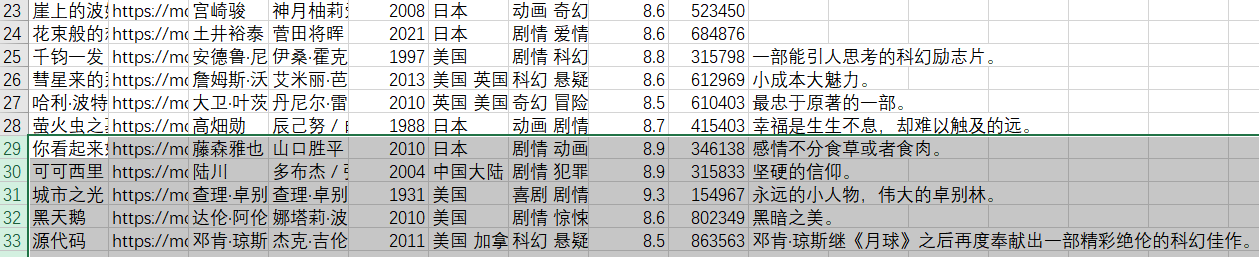 23 崖上的波 https://mo 宫崎骏 神月柚莉 2008 日本 动画 奇幻 8.6 523450
24 花束般的 https://mo 土井裕泰 菅田将晖 2021 日本 剧情 爱情 8.6 684876
25 千钧一发 https://mo 安德鲁·尼 伊桑·霍克 1997 美国 剧情 科幻 8.8 315798 一部能引人思考的科幻励志片。
26 彗星来的 https://mo 詹姆斯·沃 艾米丽·芭 2013 美国 英国 科幻 悬疑 8.6 612969 小成本大魅力。
27 哈利·波特 https://mo 大卫·叶茨 丹尼尔·雷 2010 英国 美国 奇幻 冒险 8.5 610403 最忠于原著的一部。
28 萤火虫之 https://mo 高畑勋 辰己努 / 1988 日本 动画 剧情 8.7 415403 幸福是生生不息，却难以触及的远。
29 你看起来 https://mo 藤森雅也 山口胜平 2010 日本 剧情 动画 8.9 346138 感情不分食草或者食肉。
30 可可西里 https://mo 陆川 多布杰 / 2004 中国大陆 剧情 犯罪 8.9 315833 坚硬的信仰。
31 城市之光 https://mo 查理·卓别 查理·卓别 1931 美国 喜剧 剧情 9.3 154967 永远的小人物，伟大的卓别林。
32 黑天鹅 https://mo 达伦·阿伦 娜塔莉·波 2010 美国 剧情 惊悚 8.6 802349 黑暗之美。
33 源代码 https://mo 邓肯·琼斯 杰克·吉伦 2011 美国 加拿 科幻 悬疑 8.5 863563 邓肯·琼斯继《月球》之后再度奉献出一部精彩绝伦的科幻佳作。